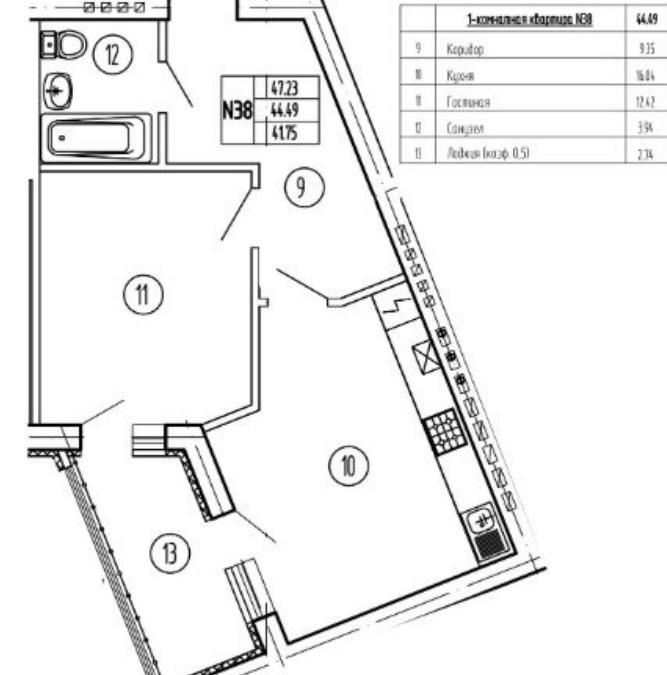 1-комнатная квартира N38 44.49
9 Коридор 9.35
10 Кухня 16.04
11 Гостиная 12.42
12 Санузел 3.94
13 Лоджия (коэф. 0,5) 2.74
12
N38
47.23
44.49
41.75
9
11
10
13